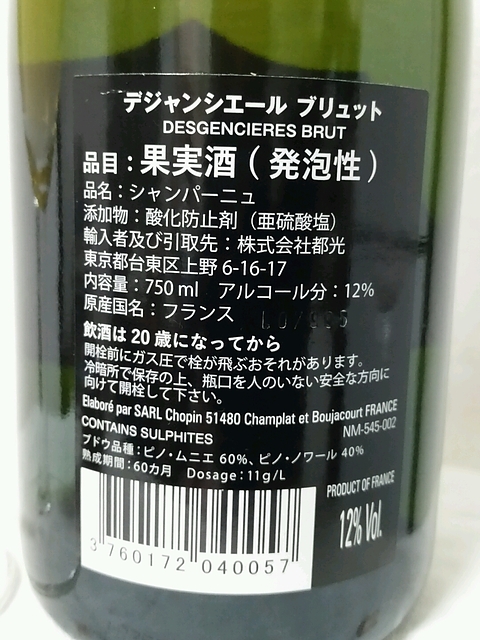 デジャンシエール ブリュット
DESGENCIERES BRUT
品目：果実酒（発泡性）
品名：シャンパーニュ
添加物：酸化防止剤（亜硫酸塩）
輸入者及び引取先：株式会社都光
東京都台東区上野 6-16-17
内容量：750 ml アルコール分：12%
原産国名：フランス
飲酒は20歳になってから
開栓前にガス圧で栓が飛ぶおそれがあります。
冷暗所で保存の上、瓶口を人のいない安全な方向に
向けて開栓して下さい。
Elaboré par SARL Chopin 51480 Champlat et Boujacourt FRANCE
NM-545-002
CONTAINS SULPHITES
ブドウ品種：ピノ・ムニエ 60%、ピノ・ノワール 40%
熟成期間：60カ月 Dosage：11g/L
PRODUCT OF FRANCE
12% Vol.
3 760172 040057